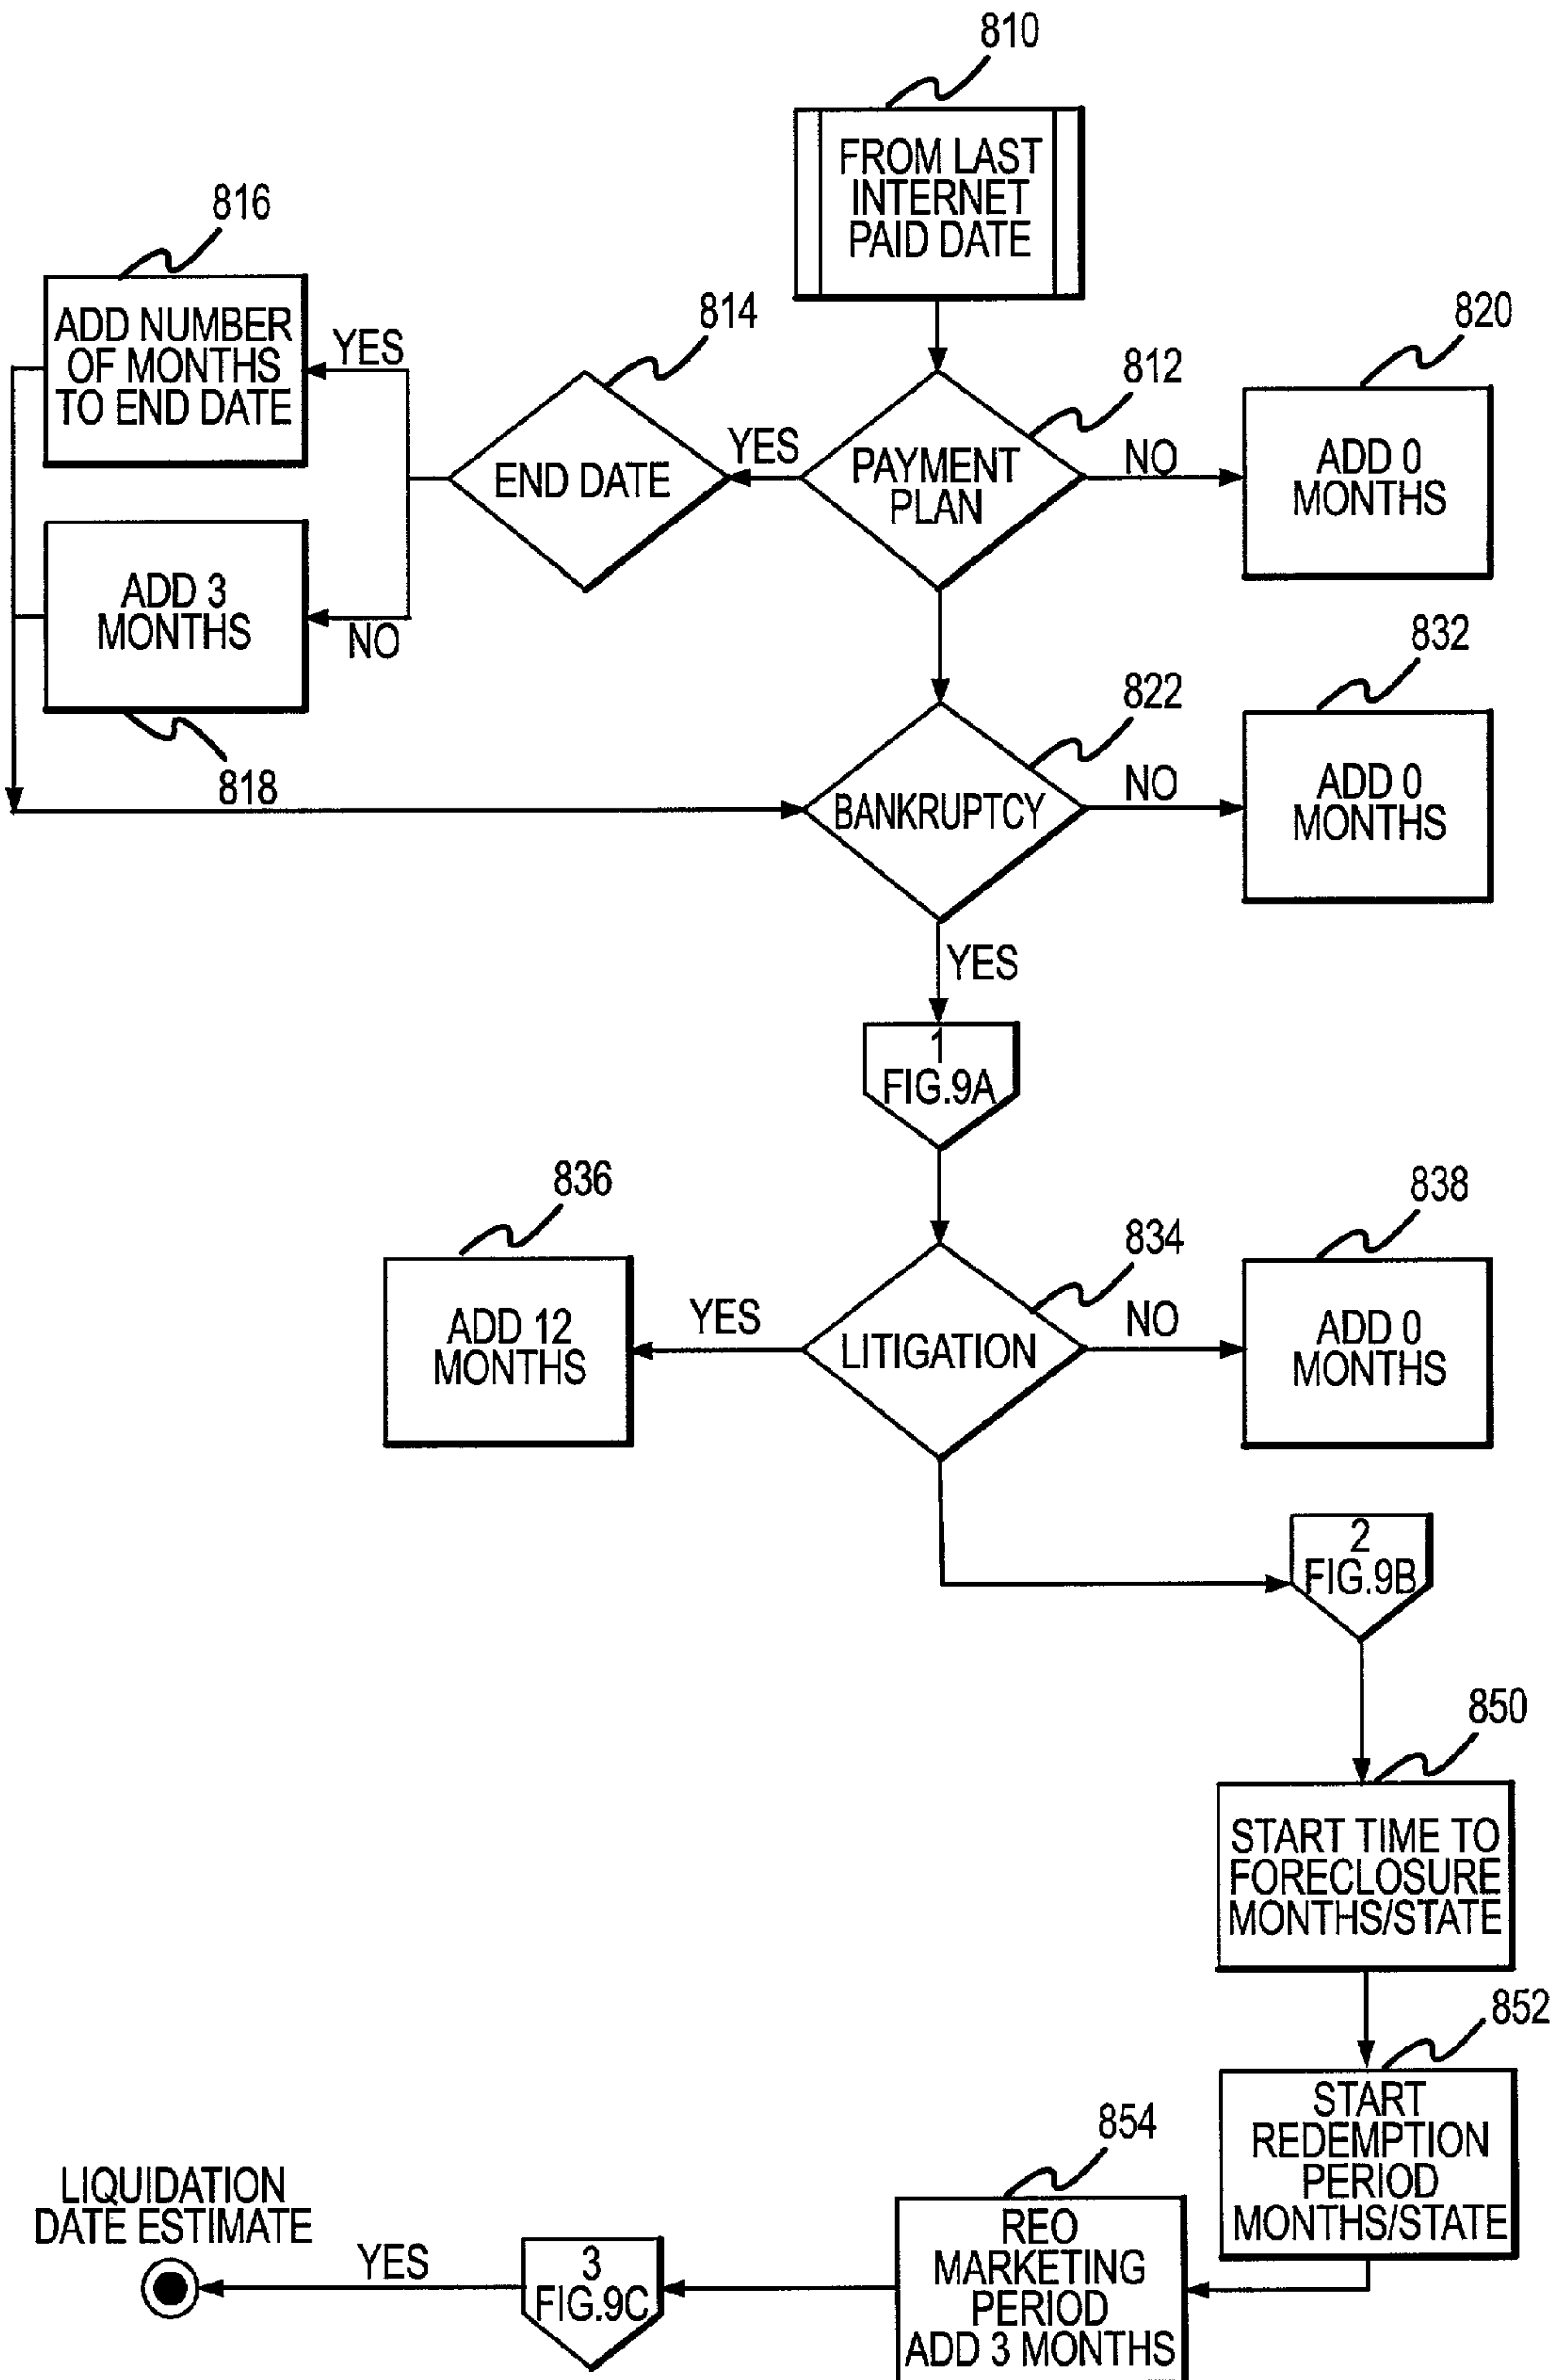 810
FROM LAST
INTERNET
PAID DATE
816
ADD NUMBER
OF MONTHS
TO END DATE
YES
814
END DATE
YES
812
PAYMENT
PLAN
NO
820
ADD 0
MONTHS
ADD 3
MONTHS
NO
818
822
BANKRUPTCY
NO
832
ADD 0
MONTHS
YES
1
FIG.9A
836
ADD 12
MONTHS
YES
834
LITIGATION
NO
838
ADD 0
MONTHS
2
FIG.9B
850
START TIME TO
FORECLOSURE
MONTHS/STATE
852
START
REDEMPTION
PERIOD
MONTHS/STATE
854
REO
MARKETING
PERIOD
ADD 3 MONTHS
3
FIG.9C
YES
LIQUIDATION
DATE ESTIMATE